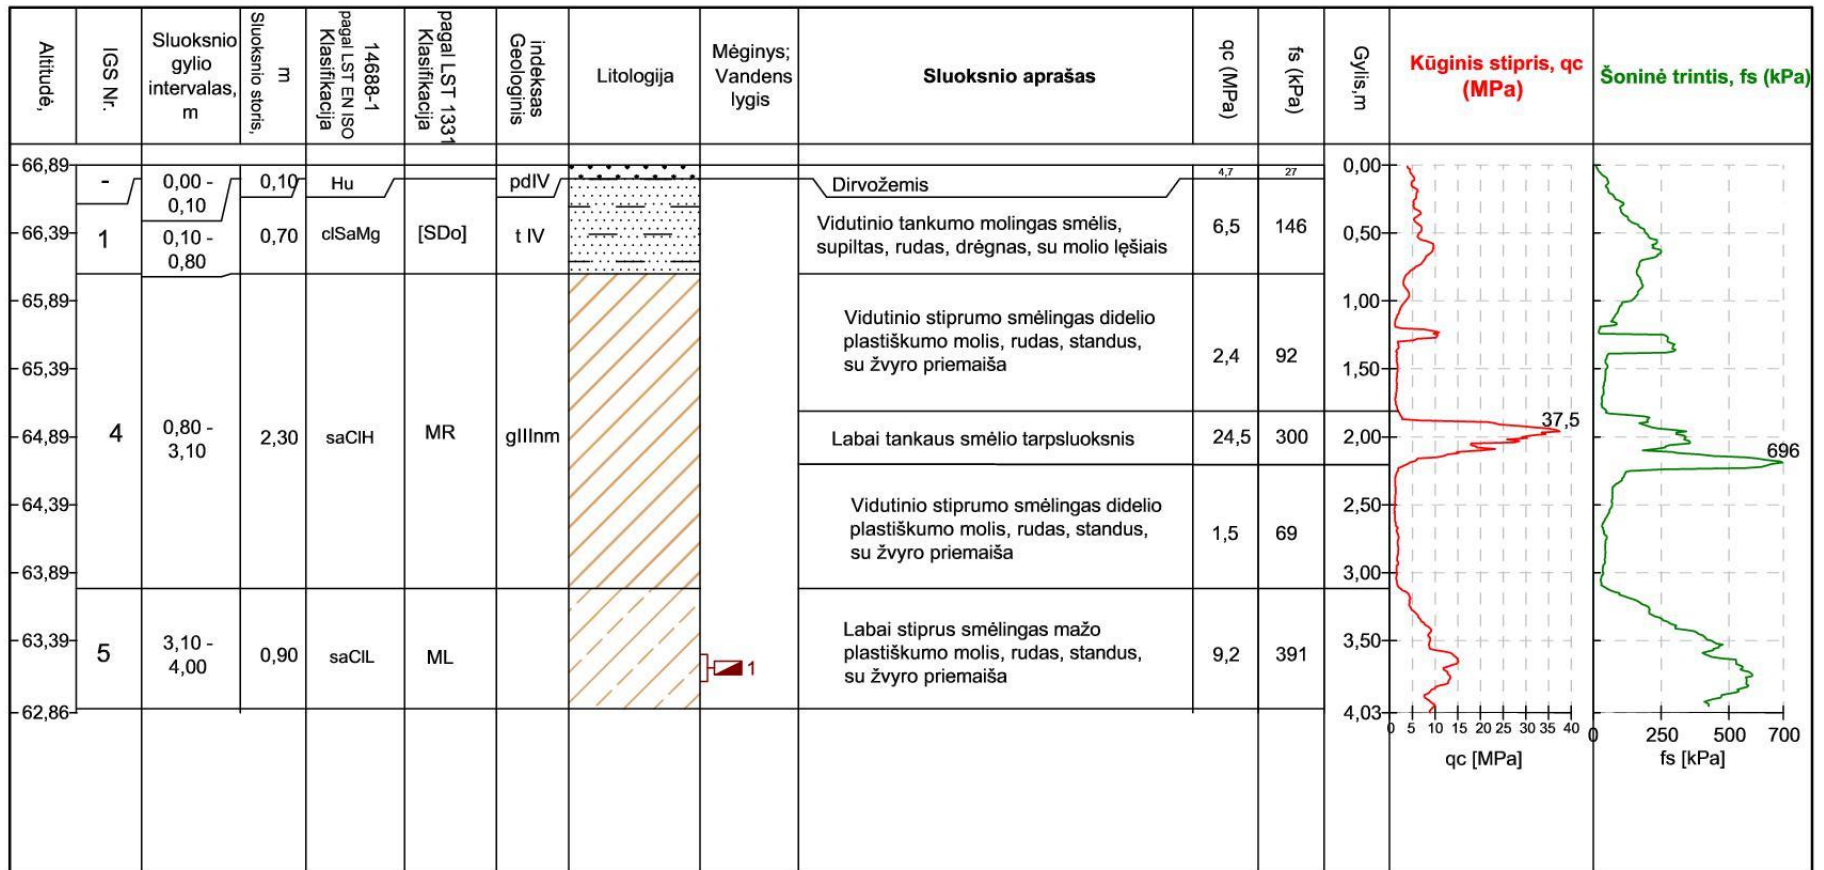 Altitudė,
IGS Nr.
Sluoksnio
gylio
intervalas,
m
Sluoksnio storis,
m
Klasifikacija
pagal LST EN ISO
14688-1
Klasifikacija
pagal LST 1331
Geologinis
indeksas
Litologija
Mėginys;
Vandens
lygis
Sluoksnio aprašas
qc (MPa)
fs (kPa)
Gylis,m
Kūginis stipris, qc
(MPa)
Šoninė trintis, fs (kPa)
66,89
66,39
65,89
65,39
64,89
64,39
63,89
63,39
62,86
-
0,00 -
0,10
0,10
Hu
pdIV
Dirvožemis
4,7
27
1
0,10 -
0,80
0,70
clSaMg
[SDo]
t IV
Vidutinio tankumo molingas smėlis,
supiltas, rudas, drėgnas, su molio lęšiais
6,5
146
4
0,80 -
3,10
2,30
saClH
MR
gIIInm
Vidutinio stiprumo smėlingas didelio
plastiškumo molis, rudas, standus,
su žvyro priemaiša
2,4
92
Labai tankaus smėlio tarpsluoksnis
24,5
300
Vidutinio stiprumo smėlingas didelio
plastiškumo molis, rudas, standus,
su žvyro priemaiša
1,5
69
5
3,10 -
4,00
0,90
saClL
ML
1
Labai stiprus smėlingas mažo
plastiškumo molis, rudas, standus,
su žvyro priemaiša
9,2
391
0,00
0,50
1,00
1,50
2,00
2,50
3,00
3,50
4,03
37,5
0 5 10 15 20 25 30 35 40
qc [MPa]
696
0 250 500 700
fs [kPa]